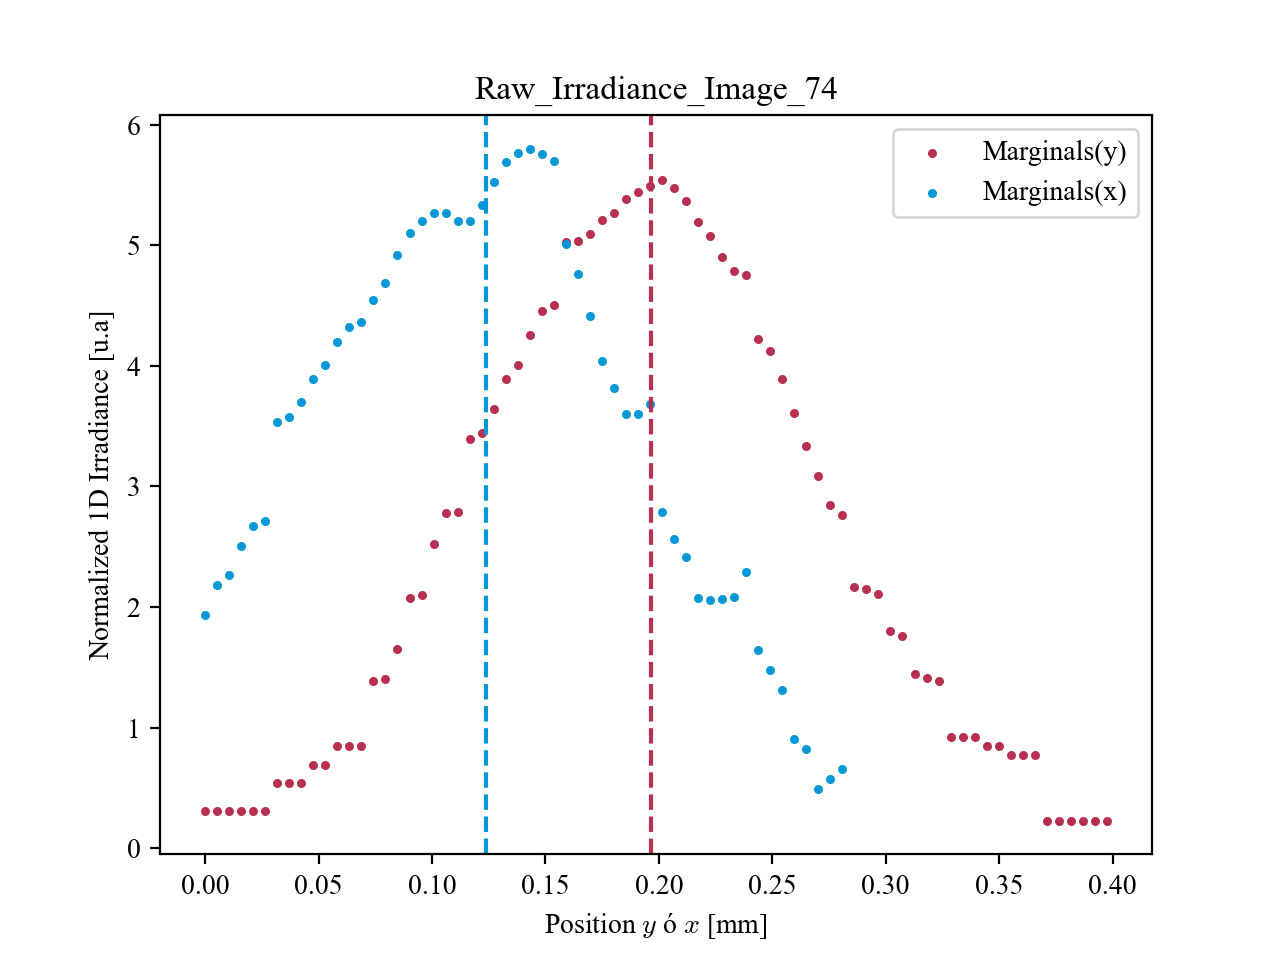 Raw_Irradiance_Image_74
Marginals(y)
Marginals(x)
Normalized 1D Irradiance [u.a]
6
5
4
3
2
1
0
0.00 0.05 0.10 0.15 0.20 0.25 0.30 0.35 0.40
Position y ó x [mm]